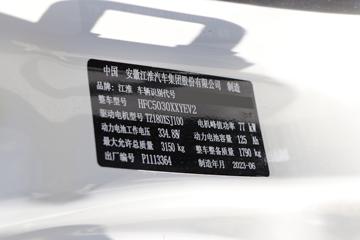 中国 安徽江淮汽车集团股份有限公司 制造
品牌:江淮 车辆识别代号
整车型号 HFC5030XXYEV2
驱动电机型号 TZ180XSJ100 电机峰值功率 77 kW
动力电池工作电压 334.88V 动力电池容量 125 Ah
最大允许总质量 3150 kg 整车整备质量 1790 kg
出厂编号 P1113364 制造年月 2023-06